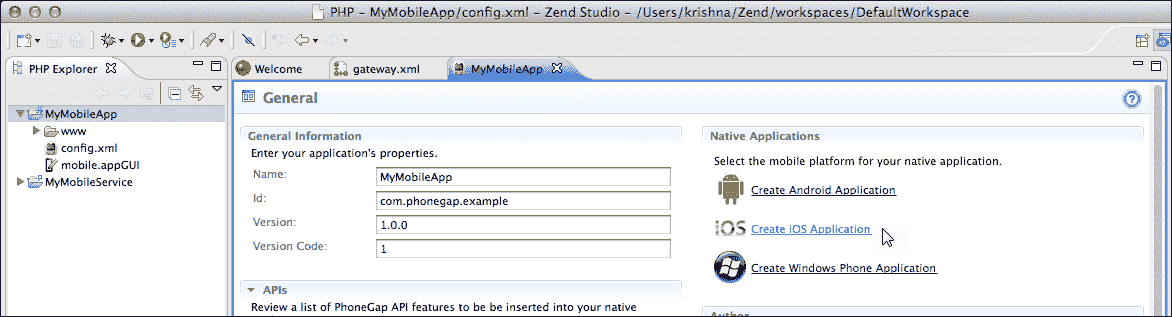 PHP – MyMobileApp/config.xml – Zend Studio – /Users/krishna/Zend/workspaces/DefaultWorkspace
PHP Explorer
Welcome
gateway.xml
MyMobileApp
MyMobileApp
www
config.xml
mobile.appGUI
MyMobileService
General
General Information
Enter your application's properties.
Name:
MyMobileApp
Id:
com.phonegap.example
Version:
1.0.0
Version Code:
1
APIs
Review a list of PhoneGap API features to be be inserted into your native
Native Applications
Select the mobile platform for your native application.
Create Android Application
iOS
Create iOS Application
Create Windows Phone Application